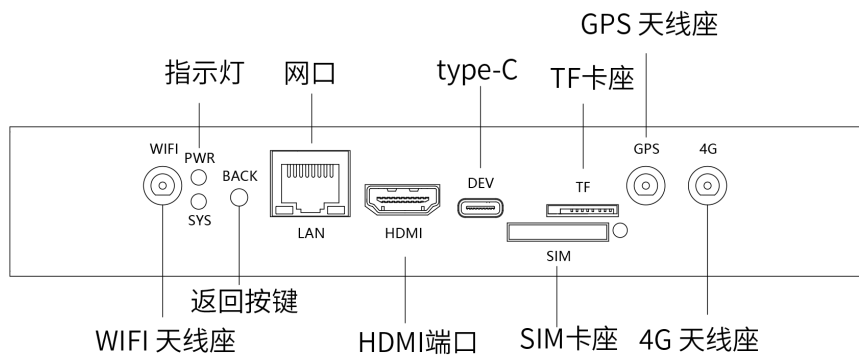 GPS 天线座
指示灯
网口
type-C
TF卡座
WIFI
PWR
BACK
SYS
LAN
HDMI
DEV
TF
SIM
GPS
4G
返回按键
WIFI 天线座
HDMI端口
SIM卡座
4G 天线座